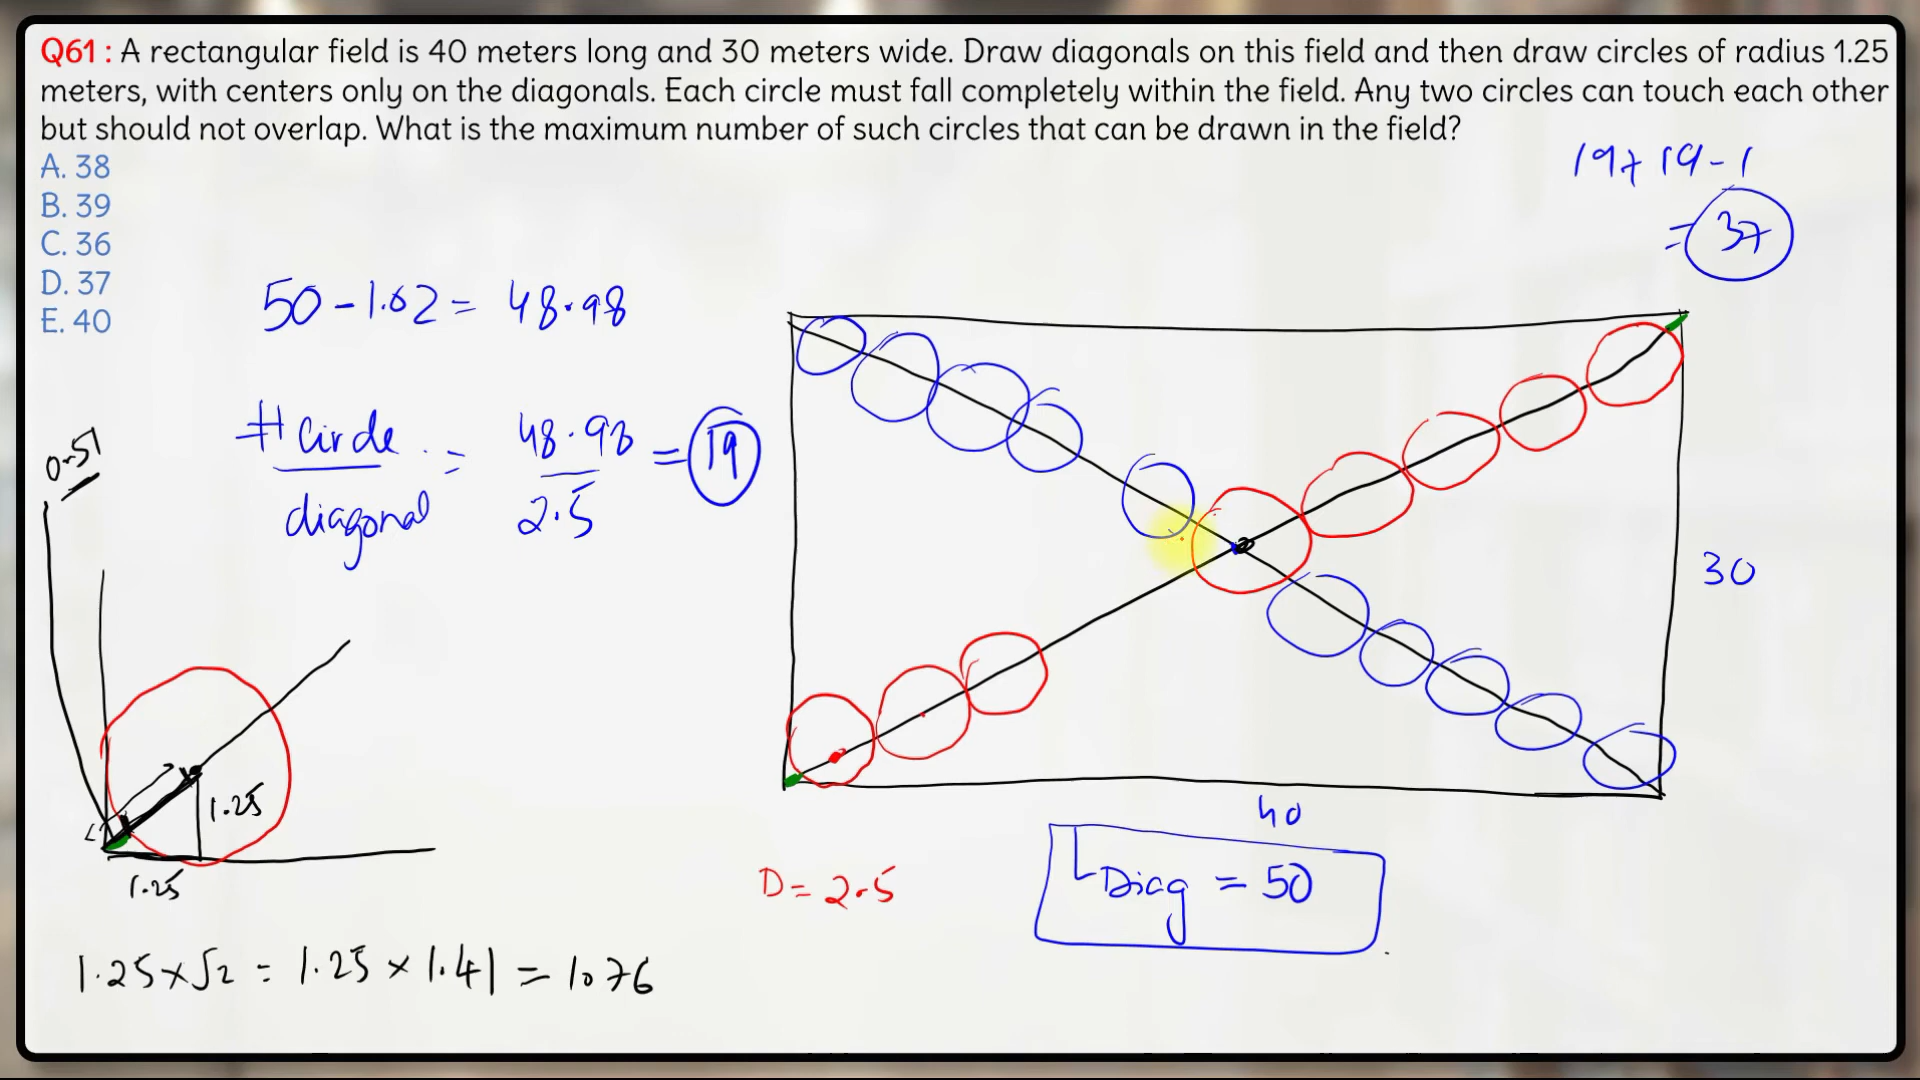 Q61 : A rectangular field is 40 meters long and 30 meters wide. Draw diagonals on this field and then draw circles of radius 1.25
meters, with centers only on the diagonals. Each circle must fall completely within the field. Any two circles can touch each other
but should not overlap. What is the maximum number of such circles that can be drawn in the field?
A. 38
B. 39
C. 36
D. 37
E. 40
19+19-1
= 37
50-1.02= 48.98
# Circle
diagonal
= 48.98
2.5
= 19
0.51
30
1.25
1.25
40
D= 2.5
Diag = 50
1.25×√2 = 1.25 × 1.41 = 1.76